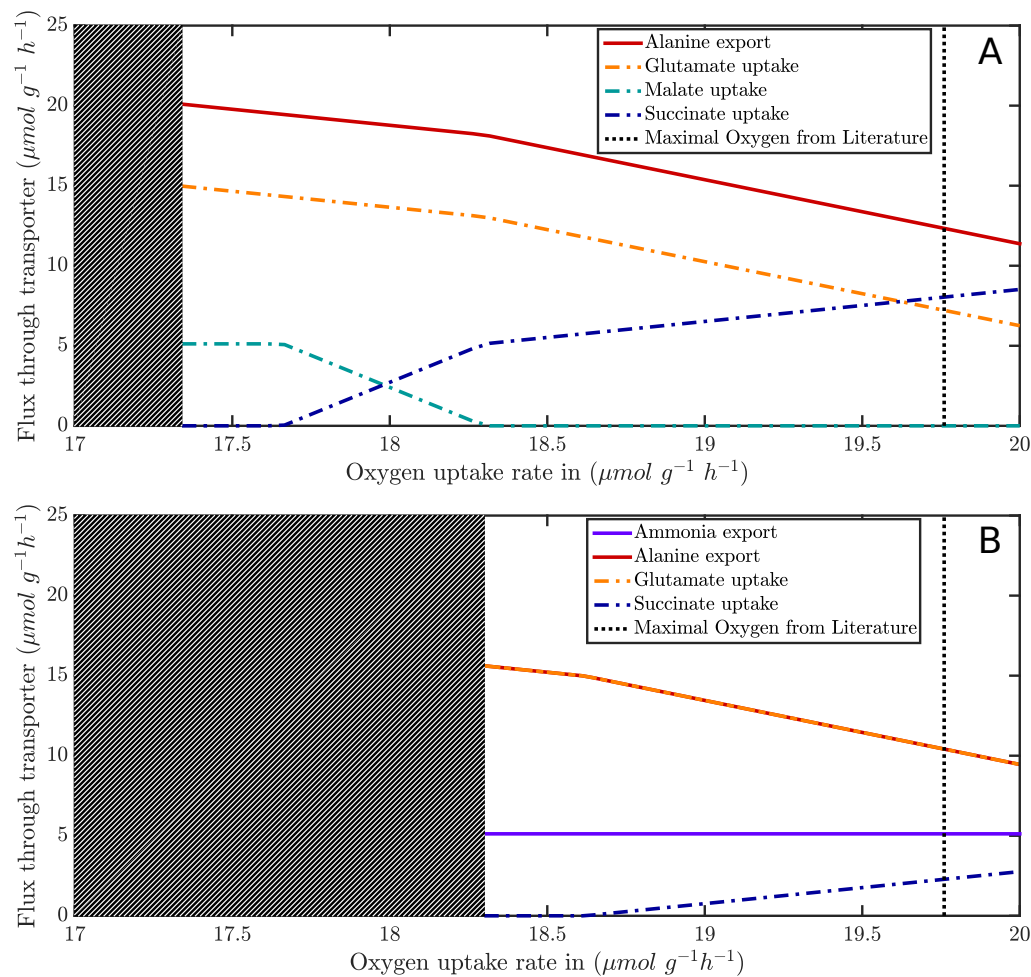 A
25
20
15
10
5
0
Flux through transporter (μmol g⁻¹ h⁻¹)
Alanine export
Glutamate uptake
Malate uptake
Succinate uptake
Maximal Oxygen from Literature
17 17.5 18 18.5 19 19.5 20
Oxygen uptake rate in (μmol g⁻¹ h⁻¹)
B
25
20
15
10
5
0
Flux through transporter (μmol g⁻¹h⁻¹)
Ammonia export
Alanine export
Glutamate uptake
Succinate uptake
Maximal Oxygen from Literature
17 17.5 18 18.5 19 19.5 20
Oxygen uptake rate in (μmol g⁻¹h⁻¹)